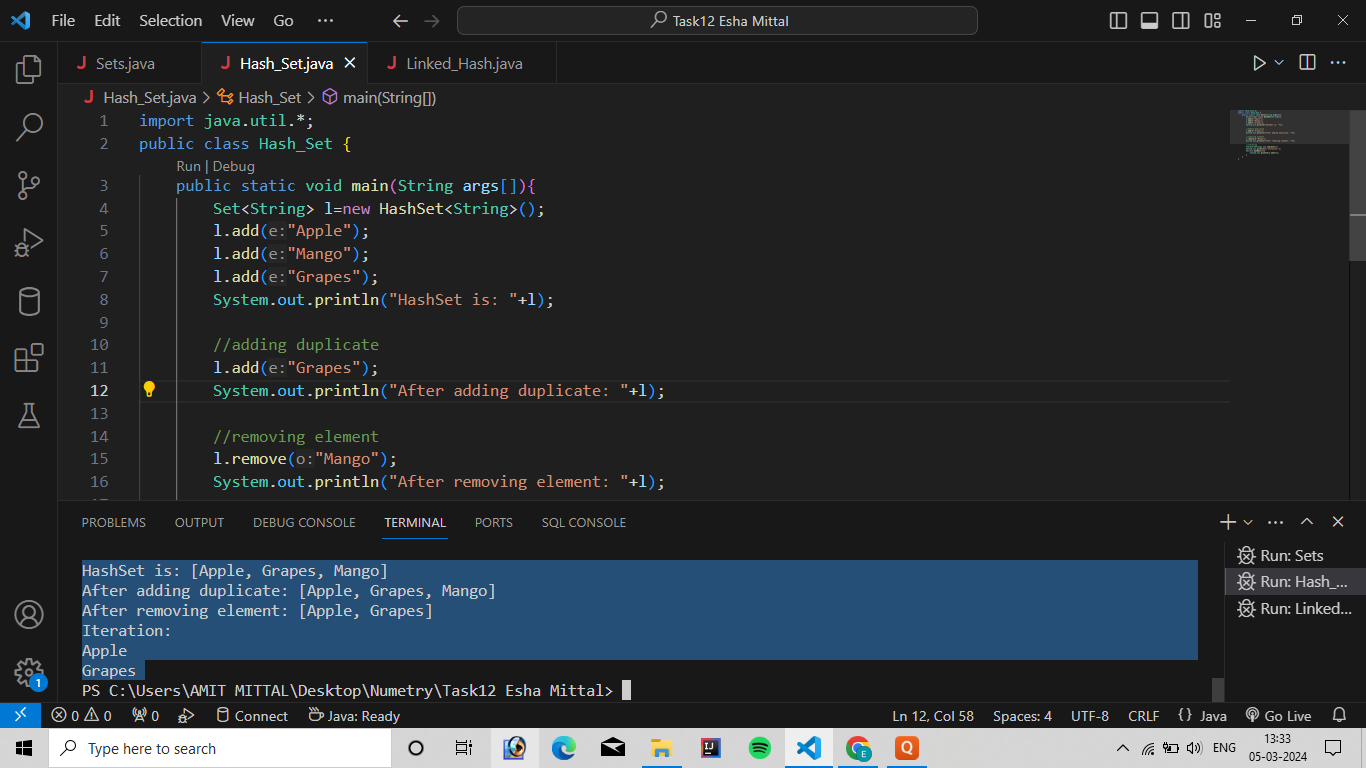 File Edit Selection View Go ··· Task12 Esha Mittal
Sets.java Hash_Set.java Linked_Hash.java
Hash_Set.java > Hash_Set > main(String[])
1 import java.util.*;
2 public class Hash_Set {
Run | Debug
3 public static void main(String args[]){
4 Set<String> l=new HashSet<String>();
5 l.add(e:"Apple");
6 l.add(e:"Mango");
7 l.add(e:"Grapes");
8 System.out.println("HashSet is: "+l);
9
10 //adding duplicate
11 l.add(e:"Grapes");
12 System.out.println("After adding duplicate: "+l);
13
14 //removing element
15 l.remove(o:"Mango");
16 System.out.println("After removing element: "+l);
PROBLEMS OUTPUT DEBUG CONSOLE TERMINAL PORTS SQL CONSOLE
HashSet is: [Apple, Grapes, Mango]
After adding duplicate: [Apple, Grapes, Mango]
After removing element: [Apple, Grapes]
Iteration:
Apple
Grapes
PS C:\Users\AMIT MITTAL\Desktop\Numetry\Task12 Esha Mittal>
Run: Sets
Run: Hash_...
Run: Linked...
1
0 0 0 Connect Java: Ready Ln 12, Col 58 Spaces: 4 UTF-8 CRLF {} Java Go Live
Type here to search ENG 13:33
05-03-2024